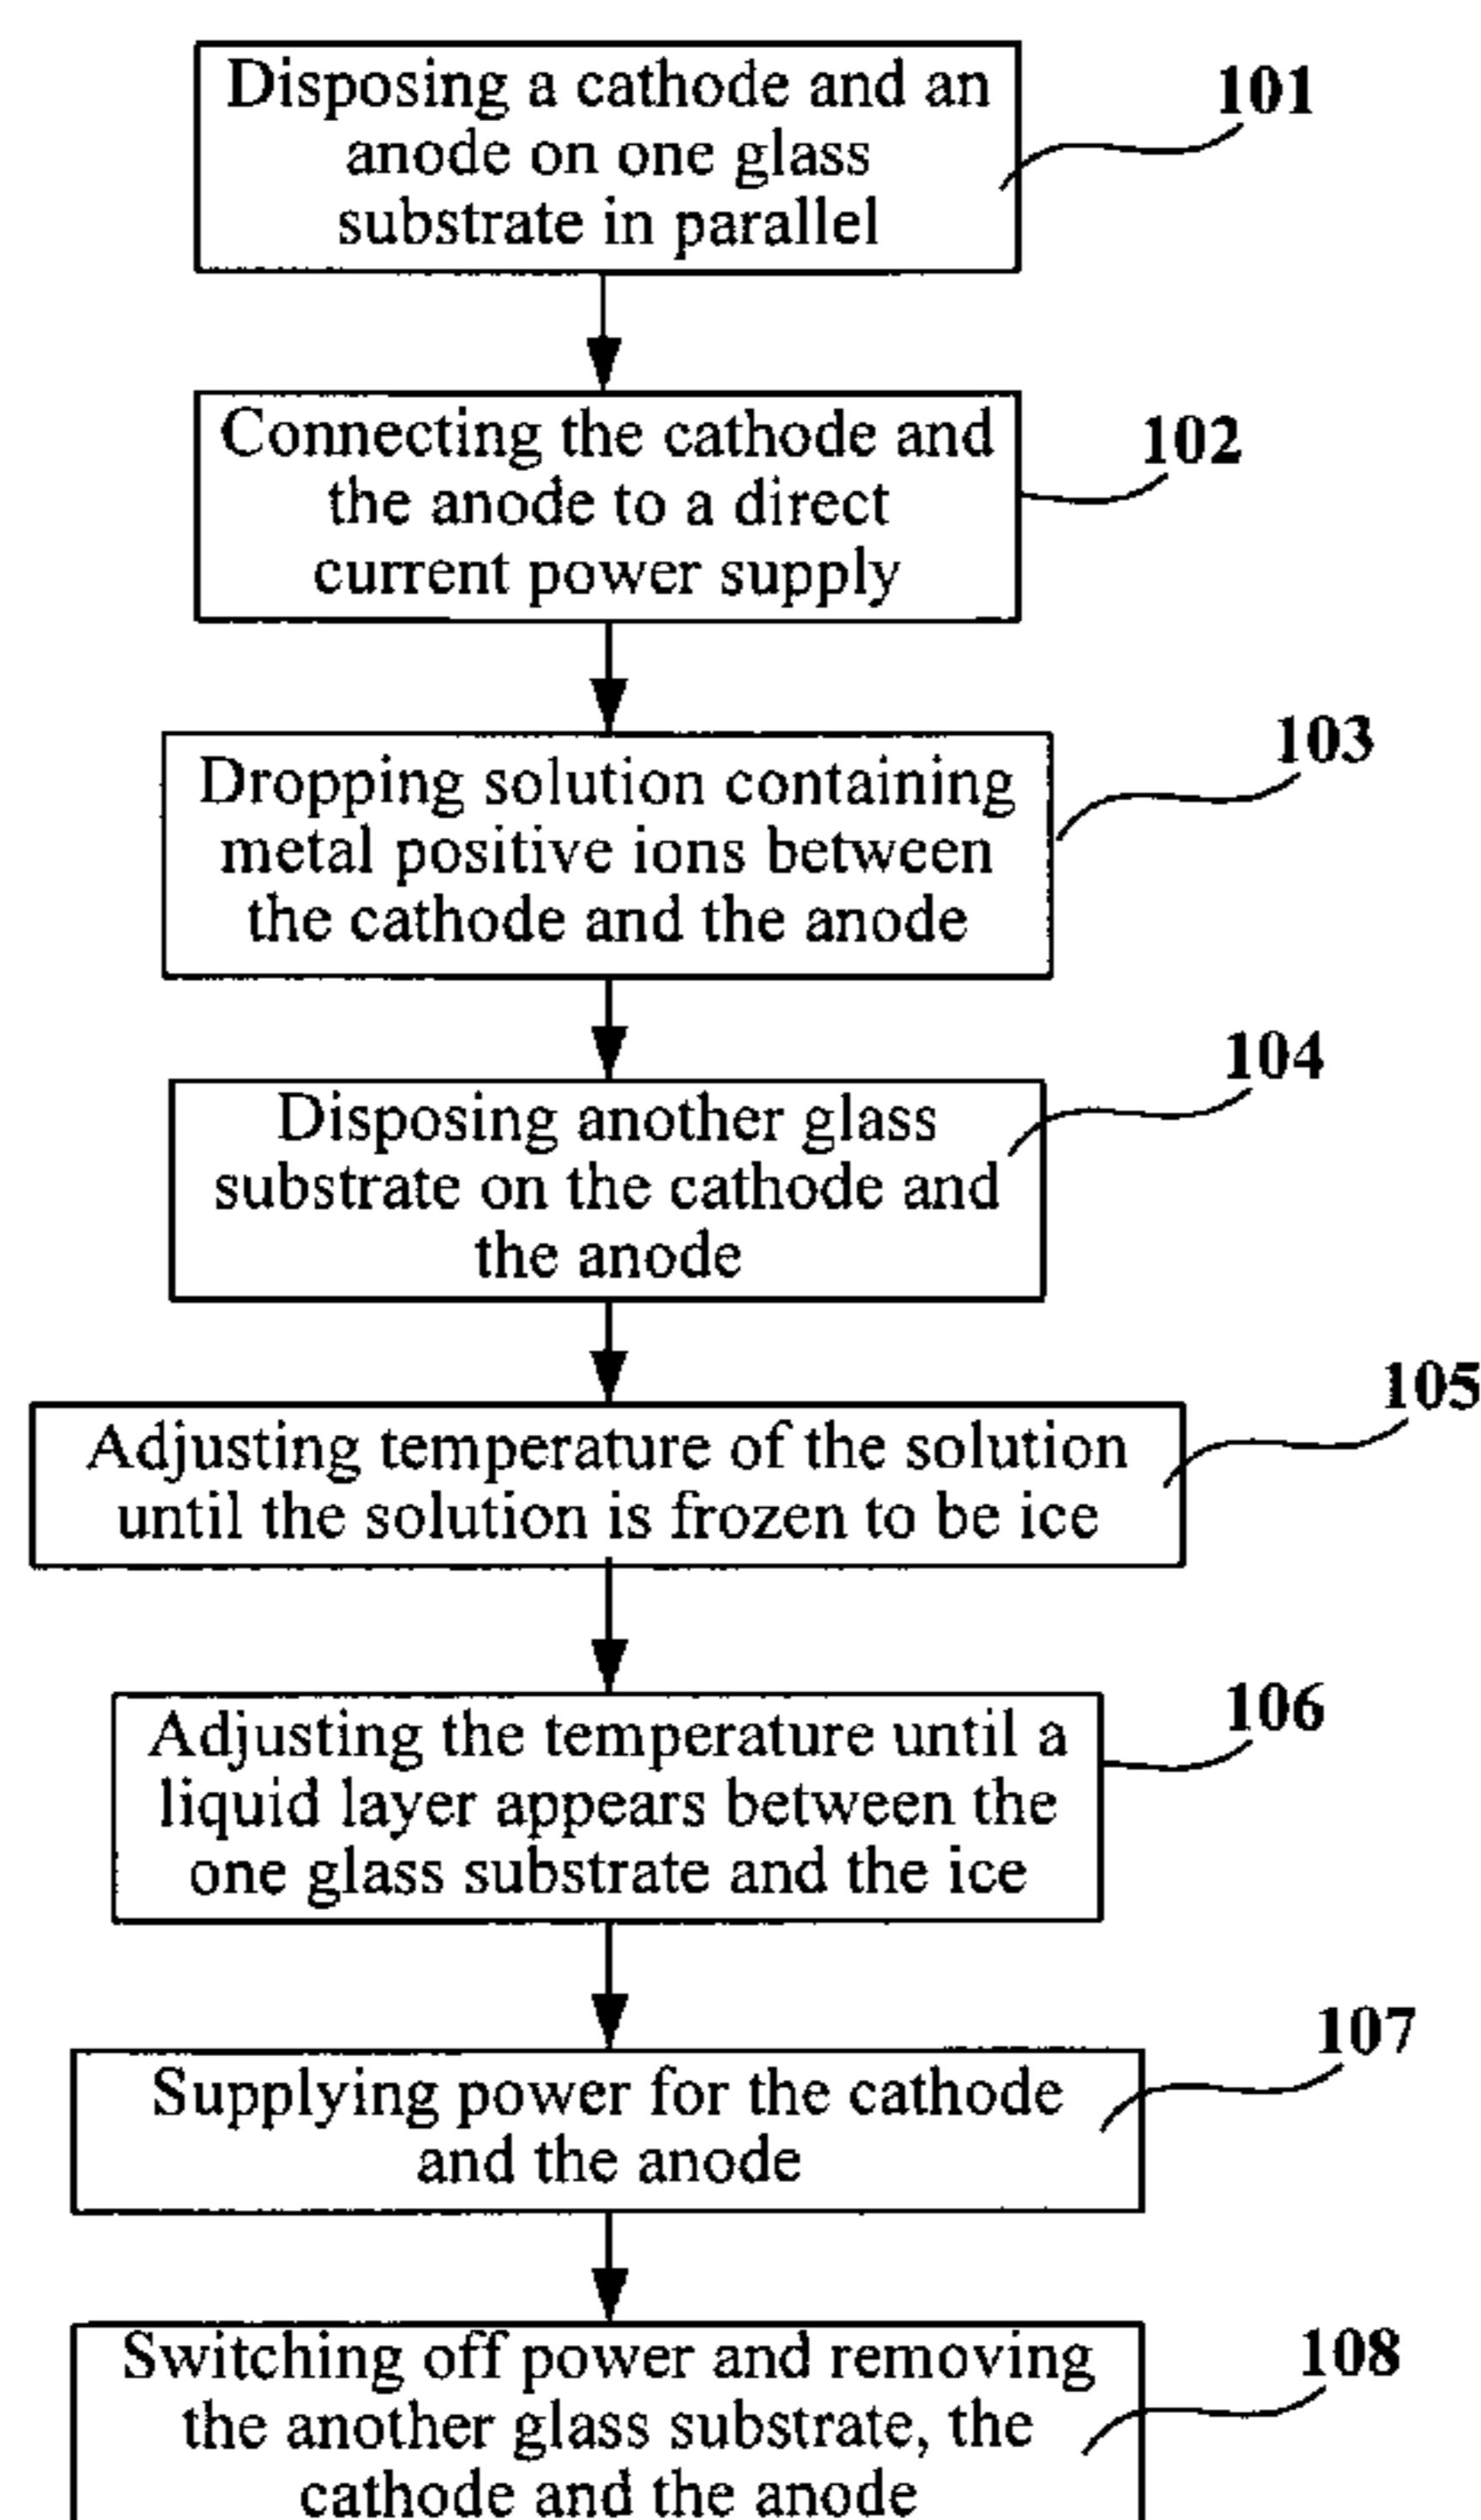 Disposing a cathode and an
anode on one glass
substrate in parallel
101
Connecting the cathode and
the anode to a direct
current power supply
102
Dropping solution containing
metal positive ions between
the cathode and the anode
103
Disposing another glass
substrate on the cathode and
the anode
104
Adjusting temperature of the solution
until the solution is frozen to be ice
105
Adjusting the temperature until a
liquid layer appears between the
one glass substrate and the ice
106
Supplying power for the cathode
and the anode
107
Switching off power and removing
the another glass substrate, the
cathode and the anode
108